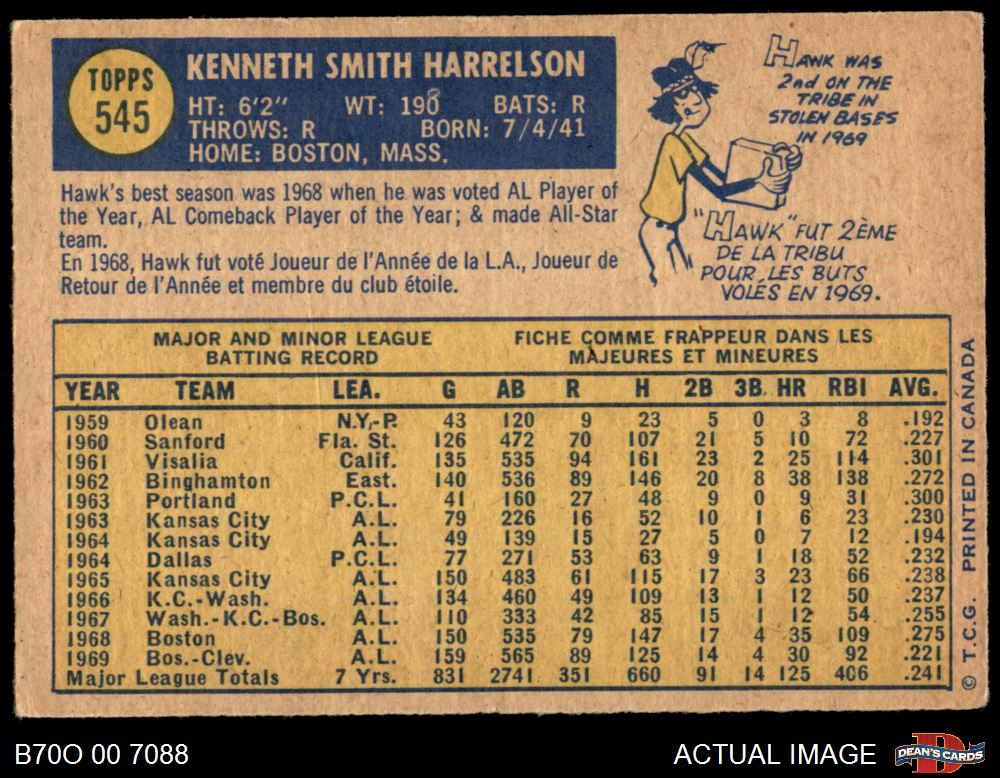 TOPPS
545
KENNETH SMITH HARRELSON
HT: 6'2" WT: 190 BATS: R
THROWS: R BORN: 7/4/41
HOME: BOSTON, MASS.
HAWK WAS
2nd ON THE
TRIBE IN
STOLEN BASES
IN 1969
"HAWK" FUT 2ÈME
DE LA TRIBU
POUR LES BUTS
VOLÉS EN 1969.
Hawk's best season was 1968 when he was voted AL Player of
the Year, AL Comeback Player of the Year; & made All-Star
team.
En 1968, Hawk fut voté Joueur de l'Année de la L.A., Joueur de
Retour de l'Année et membre du club étoile.
MAJOR AND MINOR LEAGUE
BATTING RECORD
FICHE COMME FRAPPEUR DANS LES
MAJEURES ET MINEURES
YEAR TEAM LEA. G AB R H 2B 3B HR RBI AVG.
1959 Olean N.Y.-P. 43 120 9 23 5 0 3 8 .192
1960 Sanford Fla. St. 126 472 70 107 21 5 10 72 .227
1961 Visalia Calif. 135 535 94 161 23 2 25 114 .301
1962 Binghamton East. 140 536 89 146 20 8 38 138 .272
1963 Portland P.C.L. 41 160 27 48 9 0 9 31 .300
1963 Kansas City A.L. 79 226 16 52 10 1 6 23 .230
1964 Kansas City A.L. 49 139 15 27 5 0 7 12 .194
1964 Dallas P.C.L. 77 271 53 63 9 1 18 52 .232
1965 Kansas City A.L. 150 483 61 115 17 3 23 66 .238
1966 K.C.-Wash. A.L. 134 460 49 109 13 1 12 50 .237
1967 Wash.-K.C.-Bos. A.L. 110 333 42 85 15 1 12 54 .255
1968 Boston A.L. 150 535 79 147 17 4 35 109 .275
1969 Bos.-Clev. A.L. 159 565 89 125 14 4 30 92 .221
Major League Totals 7 Yrs. 831 2741 351 660 91 14 125 406 .241
© T.C.G. PRINTED IN CANADA
B70O 00 7088
ACTUAL IMAGE
DEAN'S CARDS